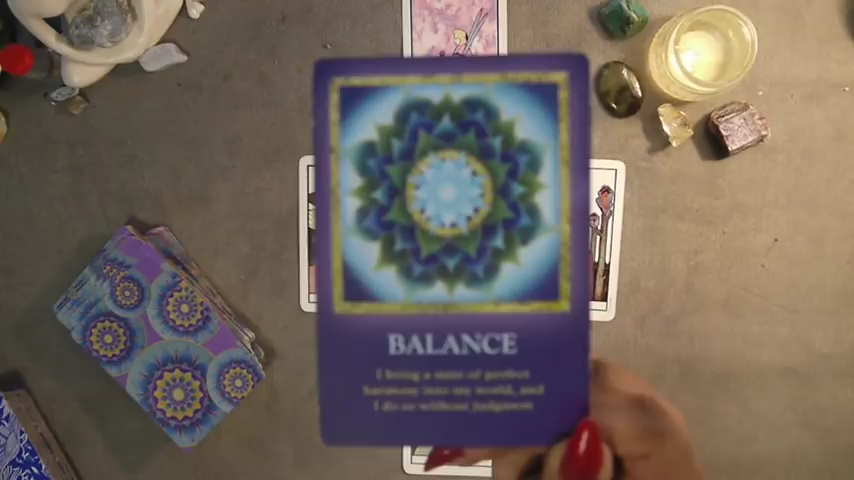 BALANCE
I bring a state of perfect
harmony into my world, and
I do so without judgment